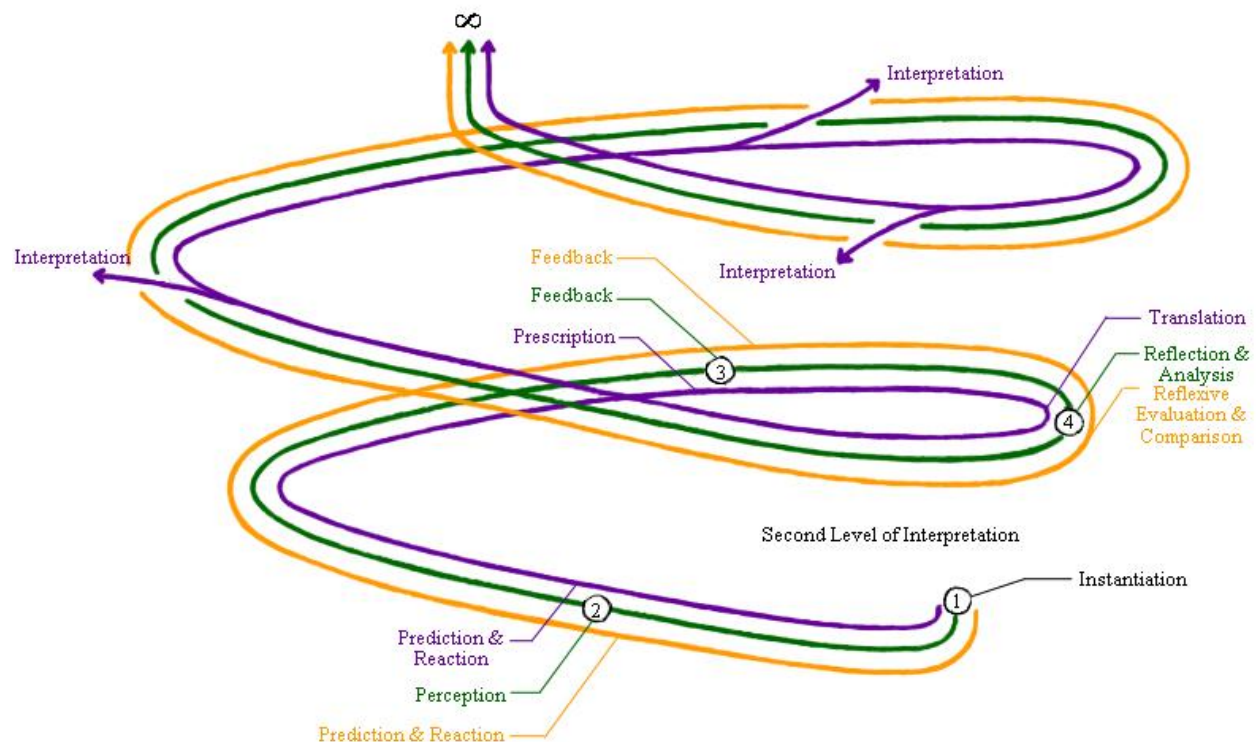 ∞
Interpretation
Interpretation
Interpretation
Feedback
Feedback
Prescription
Translation
Reflection &
Analysis
Reflexive
Evaluation &
Comparison
3
4
Second Level of Interpretation
Instantiation
1
2
Prediction &
Reaction
Perception
Prediction & Reaction